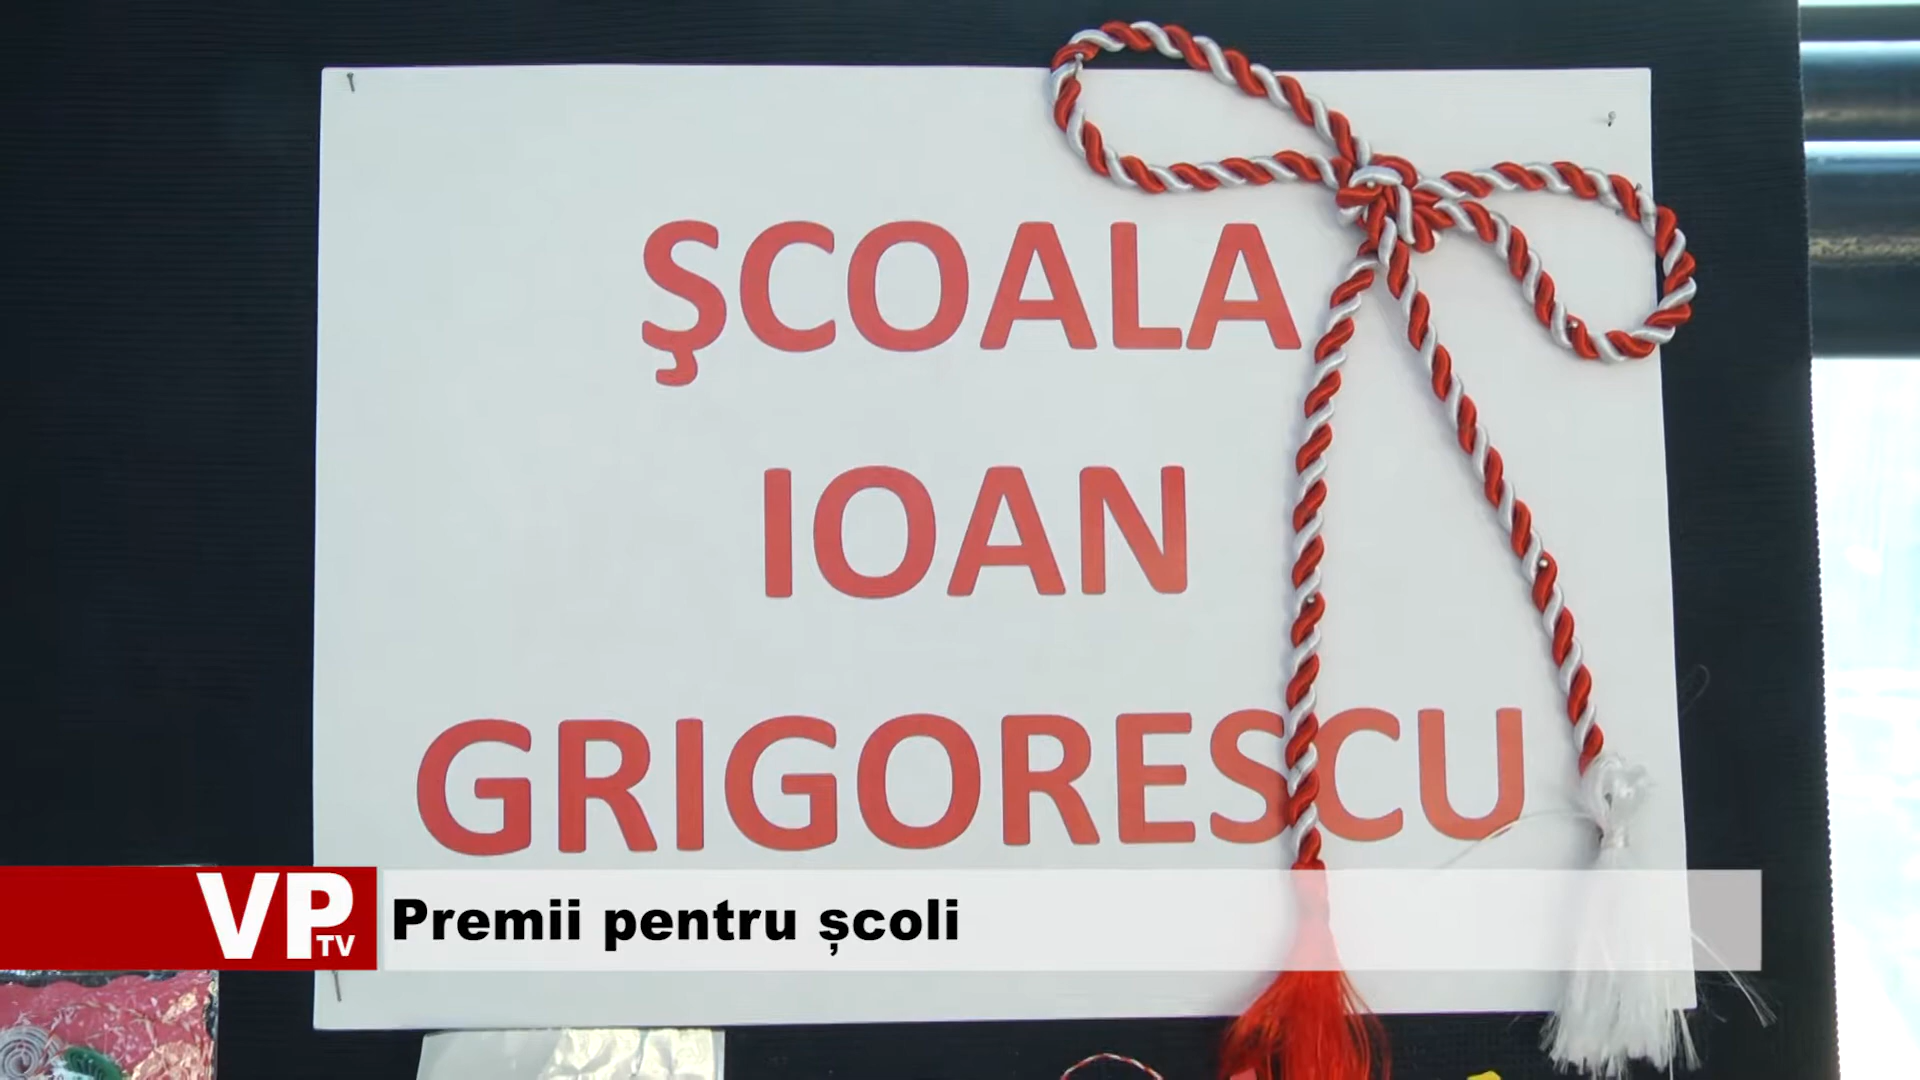 ŞCOALA
IOAN
GRIGORESCU
VP TV
Premii pentru școli